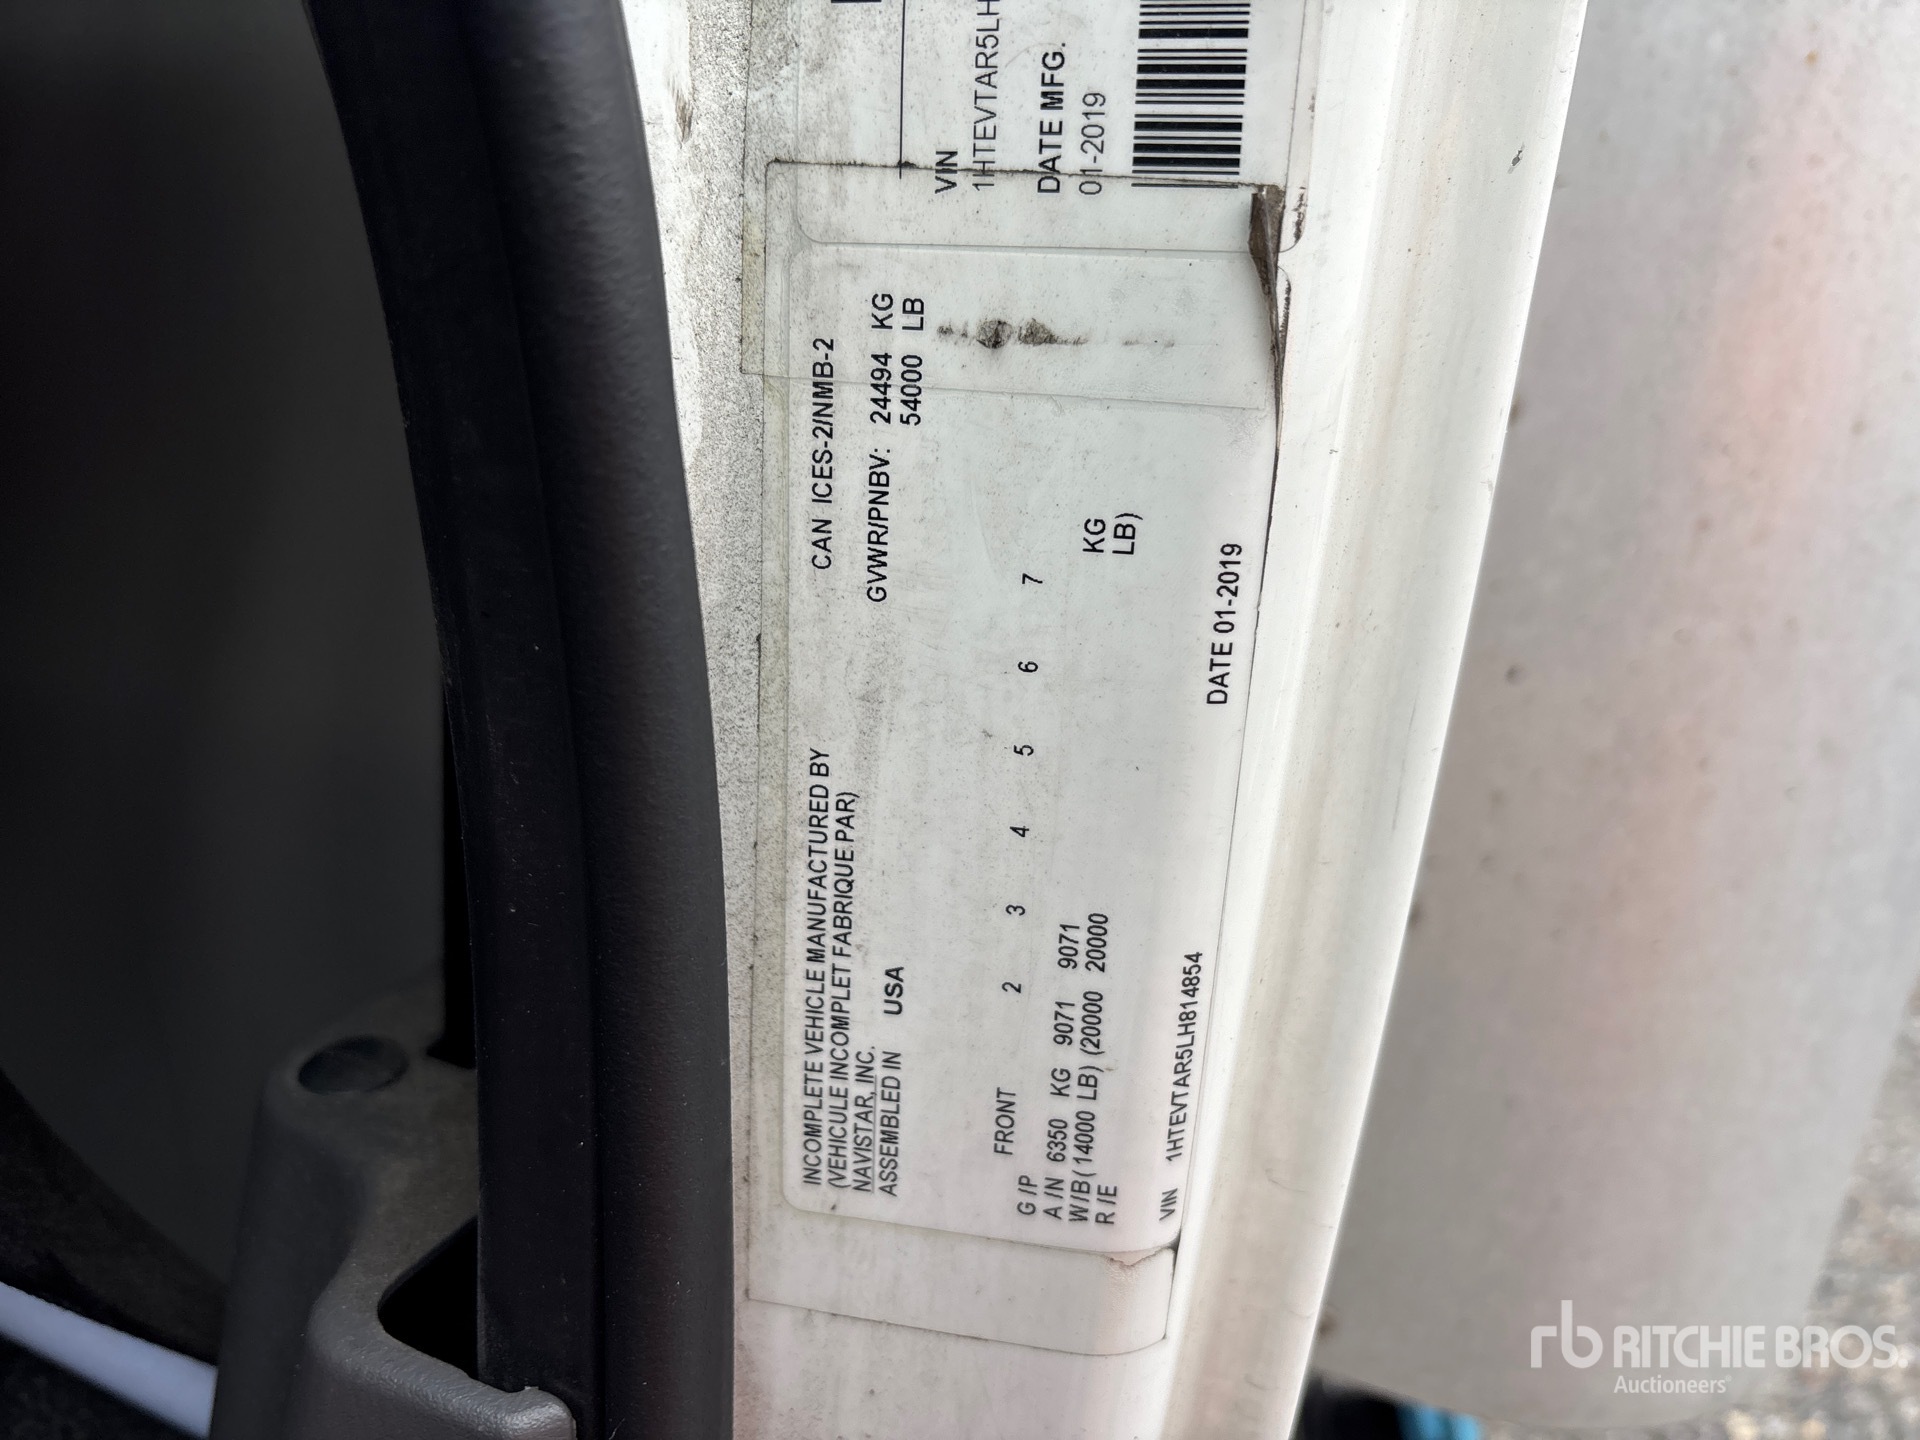 INCOMPLETE VEHICLE MANUFACTURED BY
(VEHICULE INCOMPLET FABRIQUE PAR)
NAVISTAR, INC.
ASSEMBLED IN USA
CAN ICES-2/NMB-2
GVWR/PNBV: 24494 KG
54000 LB
FRONT 2 3 4 5 6 7
G/P
A/N 6350 KG 9071 9071 KG
W/B (14000 LB) (20000 20000 LB)
R/E
VIN 1HTEVTAR5LH814854 DATE 01-2019
VIN
1HTEVTAR5LH
DATE MFG.
01-2019
rb RITCHIE BROS.
Auctioneers